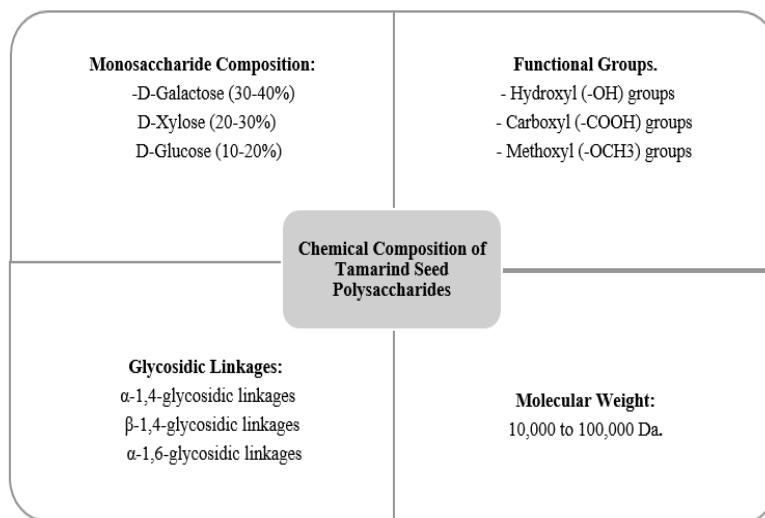 Monosaccharide Composition:
-D-Galactose (30-40%)
D-Xylose (20-30%)
D-Glucose (10-20%)
Functional Groups.
- Hydroxyl (-OH) groups
- Carboxyl (-COOH) groups
- Methoxyl (-OCH3) groups
Chemical Composition of
Tamarind Seed
Polysaccharides
Glycosidic Linkages:
α-1,4-glycosidic linkages
β-1,4-glycosidic linkages
α-1,6-glycosidic linkages
Molecular Weight:
10,000 to 100,000 Da.